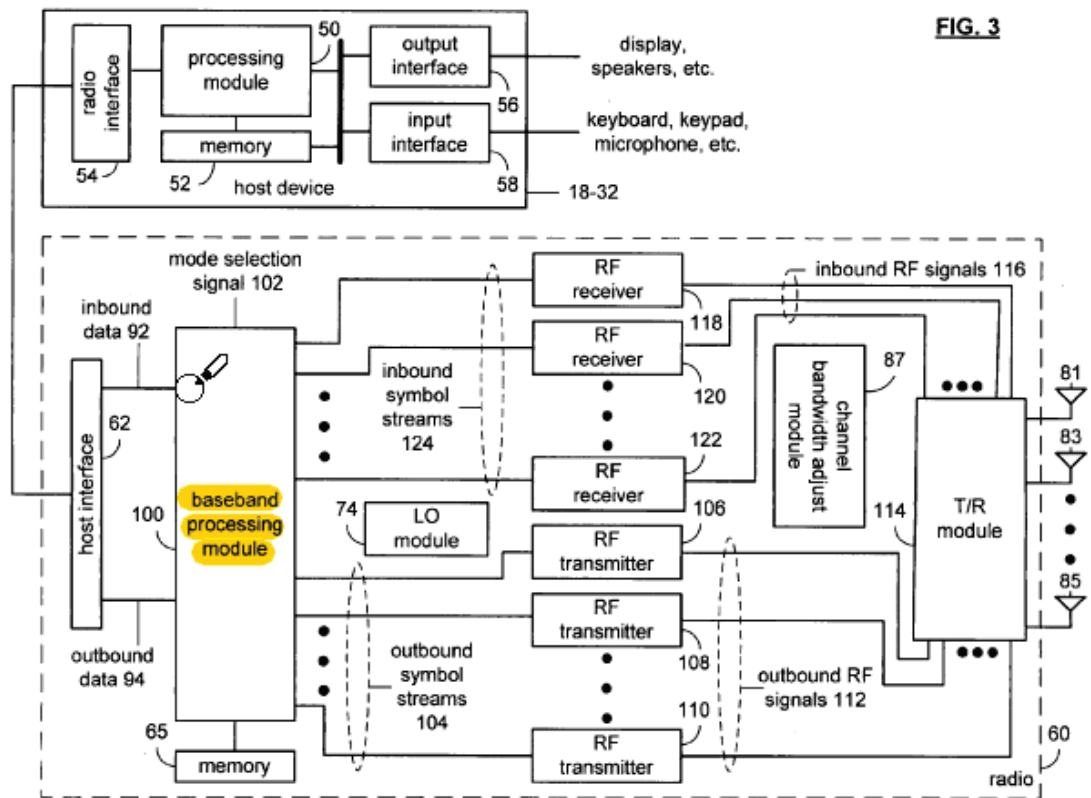 FIG. 3
50
processing
module
radio
interface
54
memory
52
host device
output
interface
56
input
interface
58
display,
speakers, etc.
keyboard, keypad,
microphone, etc.
18-32
mode selection
signal 102
inbound
data 92
host interface
62
100
baseband
processing
module
outbound
data 94
65
memory
inbound
symbol
streams
124
74
LO
module
outbound
symbol
streams
104
RF
receiver
118
RF
receiver
120
122
RF
receiver
106
RF
transmitter
RF
transmitter
108
110
RF
transmitter
inbound RF signals 116
87
channel
bandwidth adjust
module
outbound RF
signals 112
114
T/R
module
81
83
85
60
radio